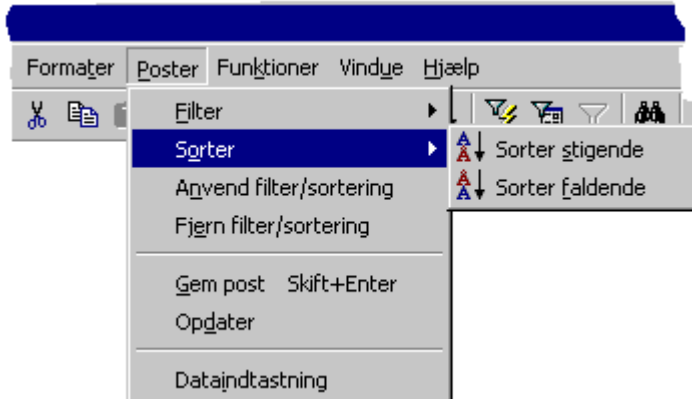 Formater Poster Funktioner Vindue Hjælp
Filter
Sorter
Sorter stigende
Sorter faldende
Anvend filter/sortering
Fjern filter/sortering
Gem post Skift+Enter
Opdater
Dataindtastning